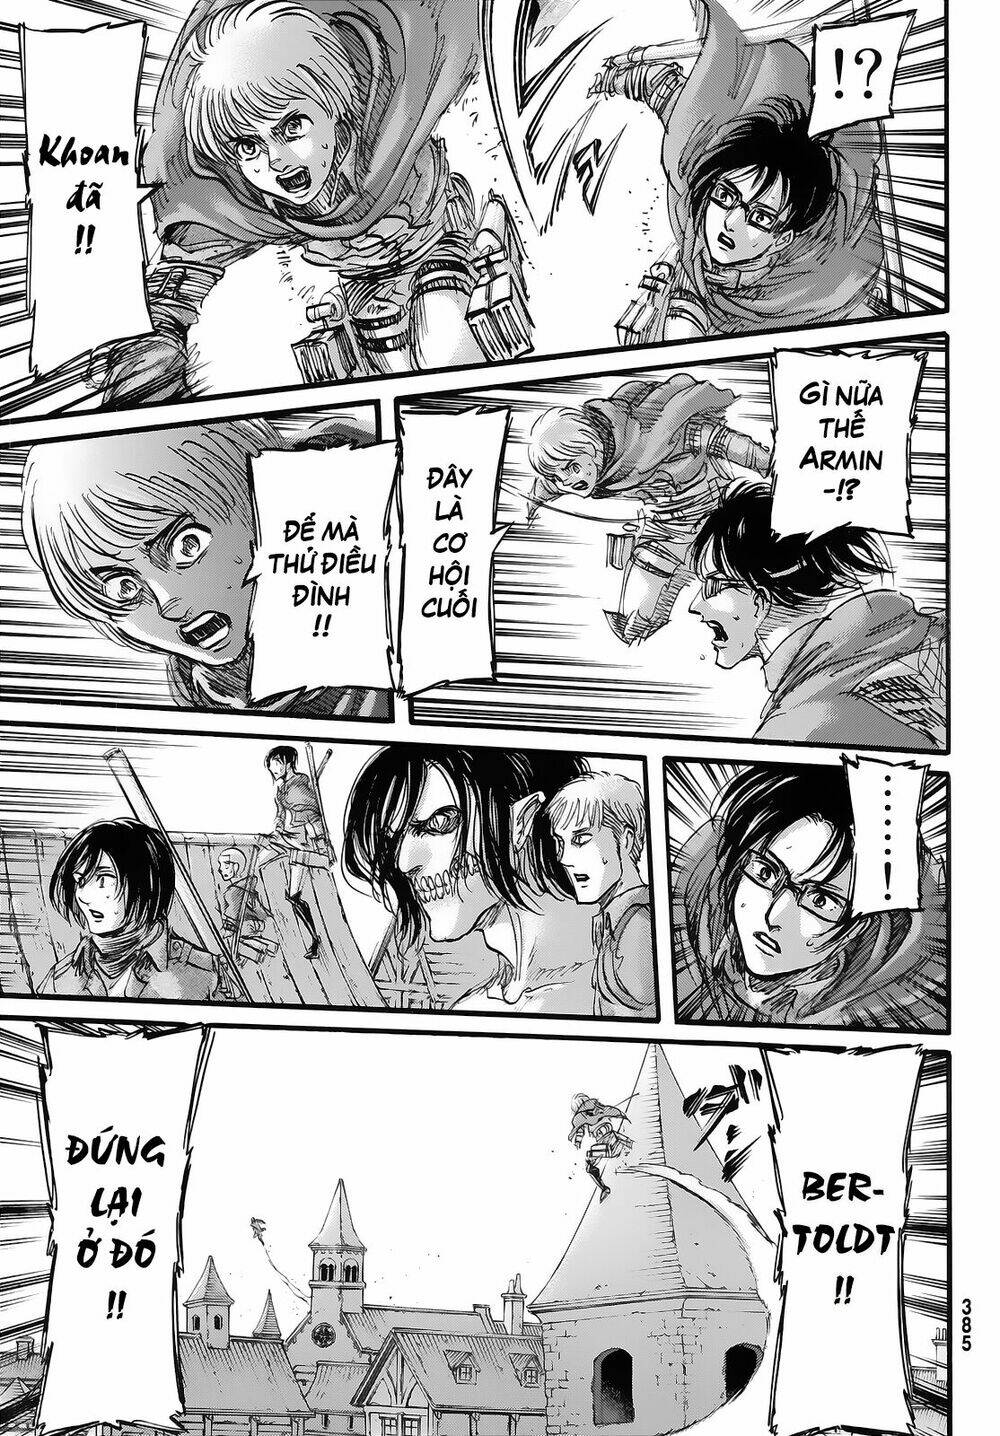 !?
Khoan
đã
!!
GÌ NỮA
THẾ
ARMIN
-!?
ĐÂY
LÀ
CƠ
HỘI
CUỐI
ĐỂ MÀ
THỬ ĐIỀU
ĐÌNH
!!
......!
BER-
TOLDT
!!
ĐỨNG
LẠI
Ở ĐÓ
!!
385